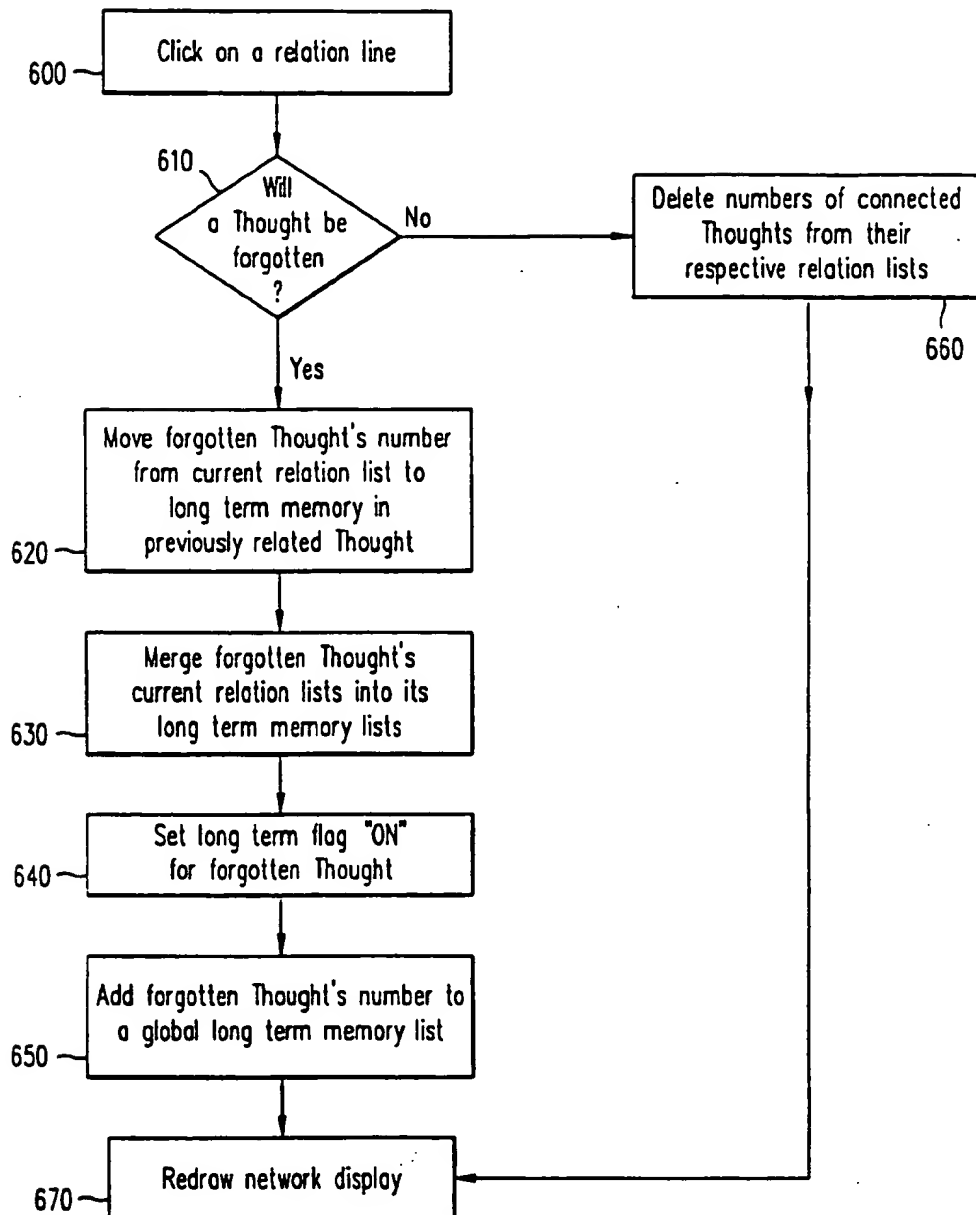 Click on a relation line
600
610
Will
a Thought be
forgotten
?
No
Yes
Delete numbers of connected
Thoughts from their
respective relation lists
660
Move forgotten Thought's number
from current relation list to
long term memory in
previously related Thought
620
Merge forgotten Thought's
current relation lists into its
long term memory lists
630
Set long term flag "ON"
for forgotten Thought
640
Add forgotten Thought's number to
a global long term memory list
650
Redraw network display
670